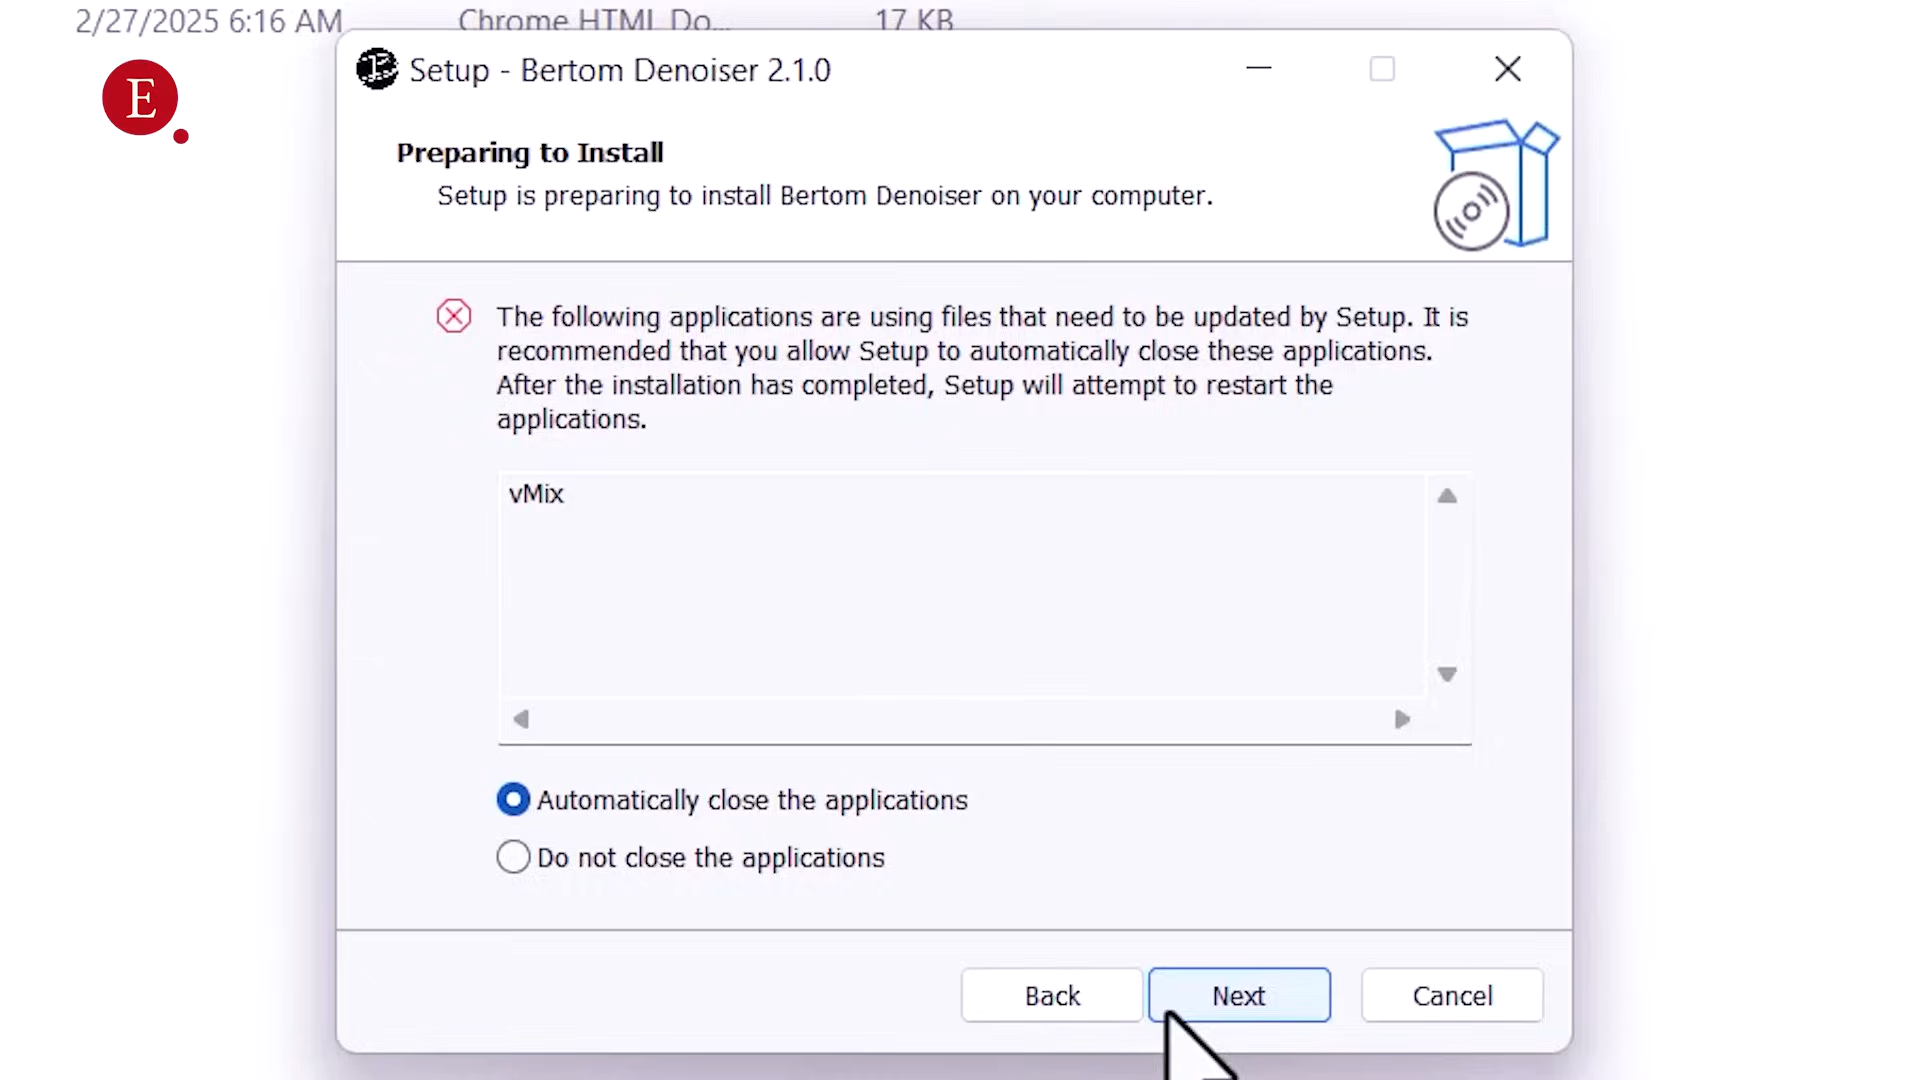 2/27/2025 6:16 AM Chrome HTML Do... 17 KB
E
Setup - Bertom Denoiser 2.1.0
Preparing to Install
Setup is preparing to install Bertom Denoiser on your computer.
The following applications are using files that need to be updated by Setup. It is
recommended that you allow Setup to automatically close these applications.
After the installation has completed, Setup will attempt to restart the
applications.
vMix
Automatically close the applications
Do not close the applications
Back Next Cancel